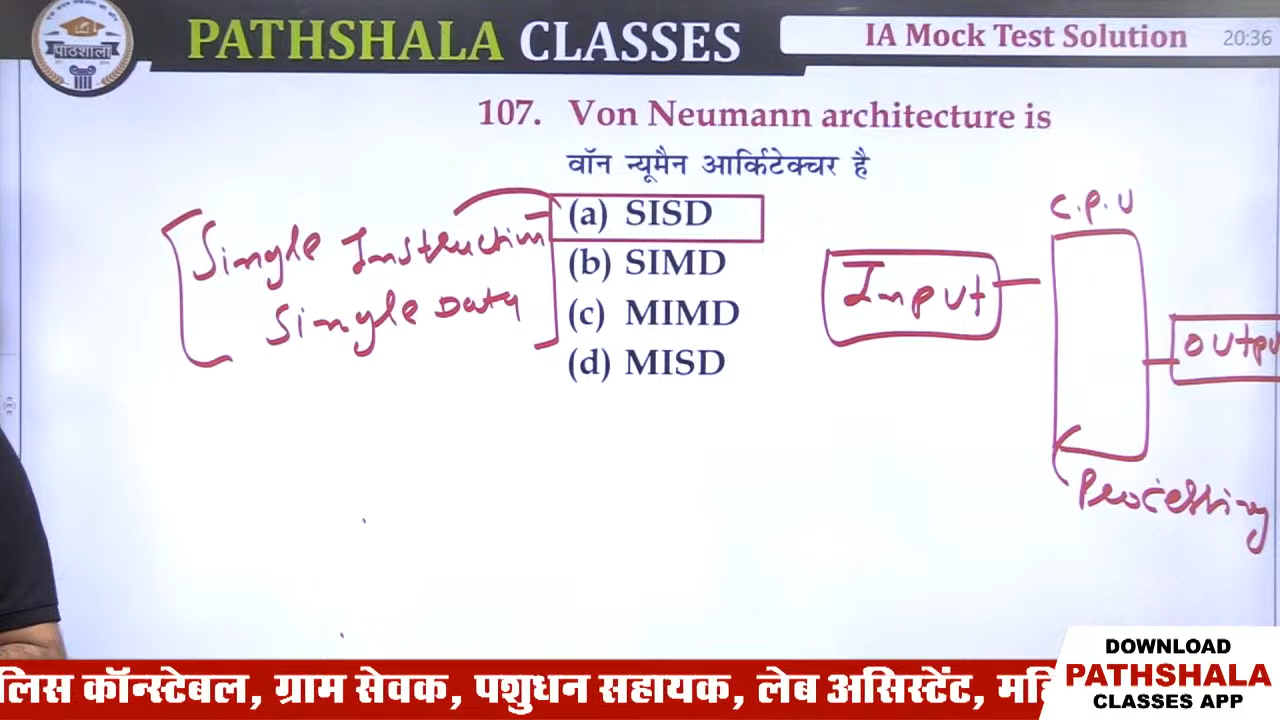 पाठशाला
PATHSHALA CLASSES
IA Mock Test Solution
20:36
107. Von Neumann architecture is
वॉन न्यूमैन आर्किटेक्चर है
(a) SISD
(b) SIMD
(c) MIMD
(d) MISD
Single Instruction
Single Data
Input
C.P.U
Output
Processing
लिस कॉन्स्टेबल, ग्राम सेवक, पशुधन सहायक, लेब असिस्टेंट,
DOWNLOAD
PATHSHALA
CLASSES APP